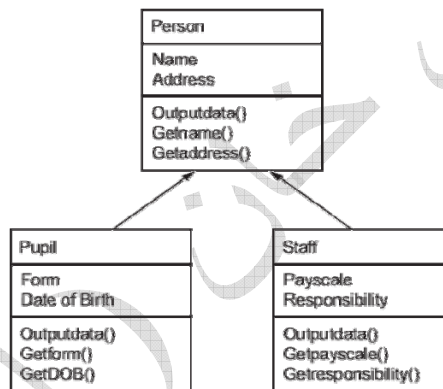 Person
Name
Address
Outputdata()
Getname()
Getaddress()
Pupil
Form
Date of Birth
Outputdata()
Getform()
GetDOB()
Staff
Payscale
Responsibility
Outputdata()
Getpayscale()
Getresponsibility()